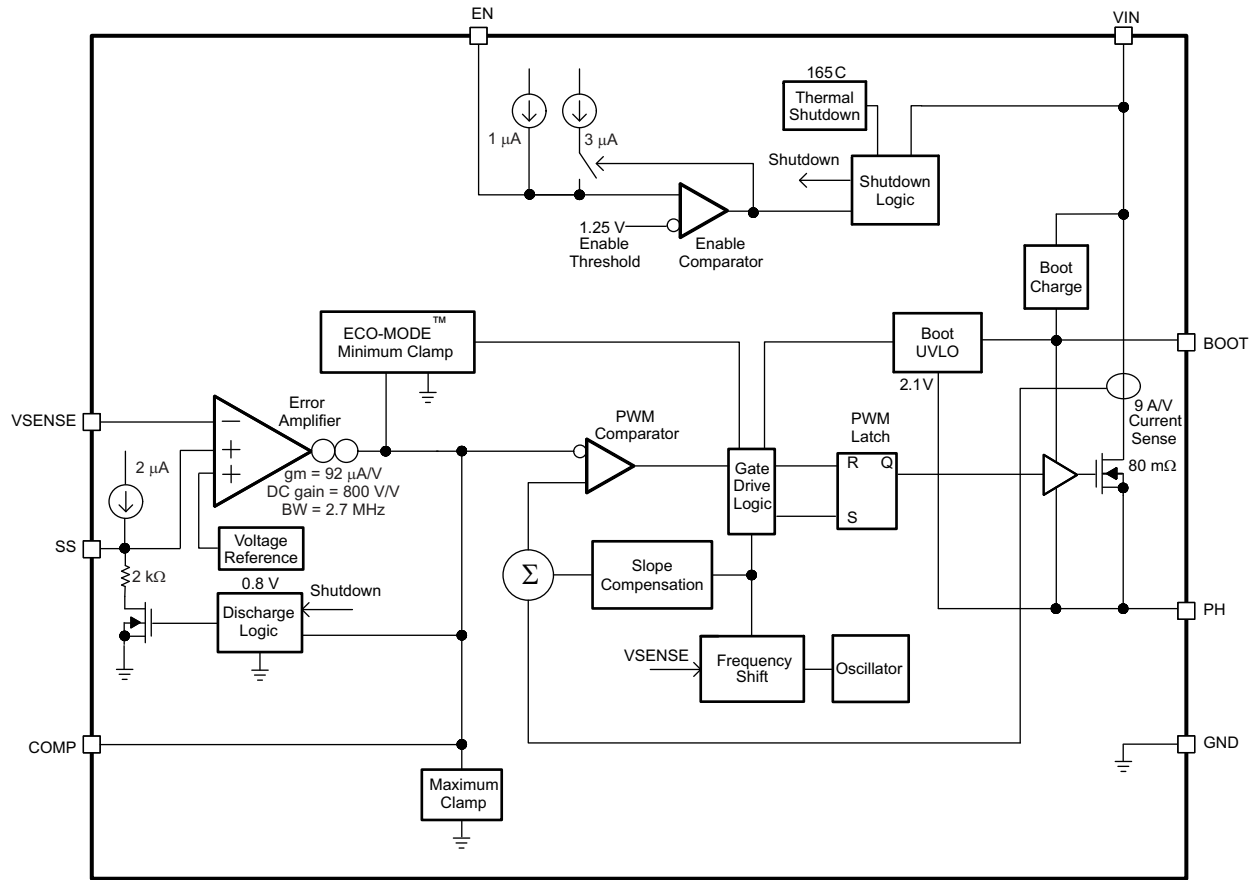 EN
VIN
165 C
Thermal
Shutdown
1 μA
3 μA
Shutdown
Shutdown
Logic
1.25 V
Enable
Threshold
Enable
Comparator
Boot
Charge
ECO-MODE™
Minimum Clamp
Boot
UVLO
BOOT
2.1 V
VSENSE
Error
Amplifier
PWM
Comparator
PWM
Latch
9 A/V
Current
Sense
gm = 92 μA/V
DC gain = 800 V/V
BW = 2.7 MHz
2 μA
Gate
Drive
Logic
R Q
S
80 mΩ
SS
Voltage
Reference
2 kΩ
0.8 V
Shutdown
Discharge
Logic
Σ
Slope
Compensation
PH
VSENSE
Frequency
Shift
Oscillator
COMP
GND
Maximum
Clamp